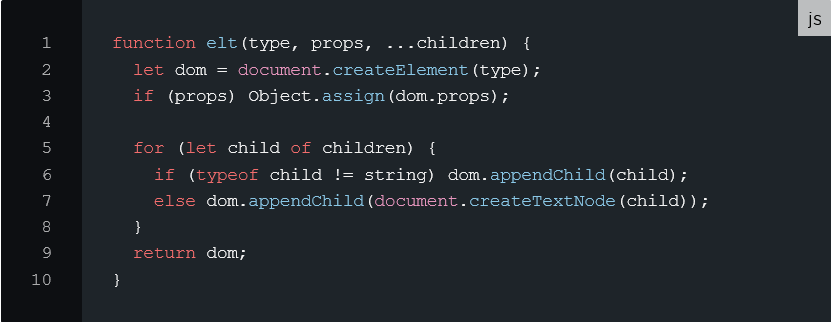 js
1 function elt(type, props, ...children) {
2   let dom = document.createElement(type);
3   if (props) Object.assign(dom.props);
4
5   for (let child of children) {
6     if (typeof child != string) dom.appendChild(child);
7     else dom.appendChild(document.createTextNode(child));
8   }
9   return dom;
10 }